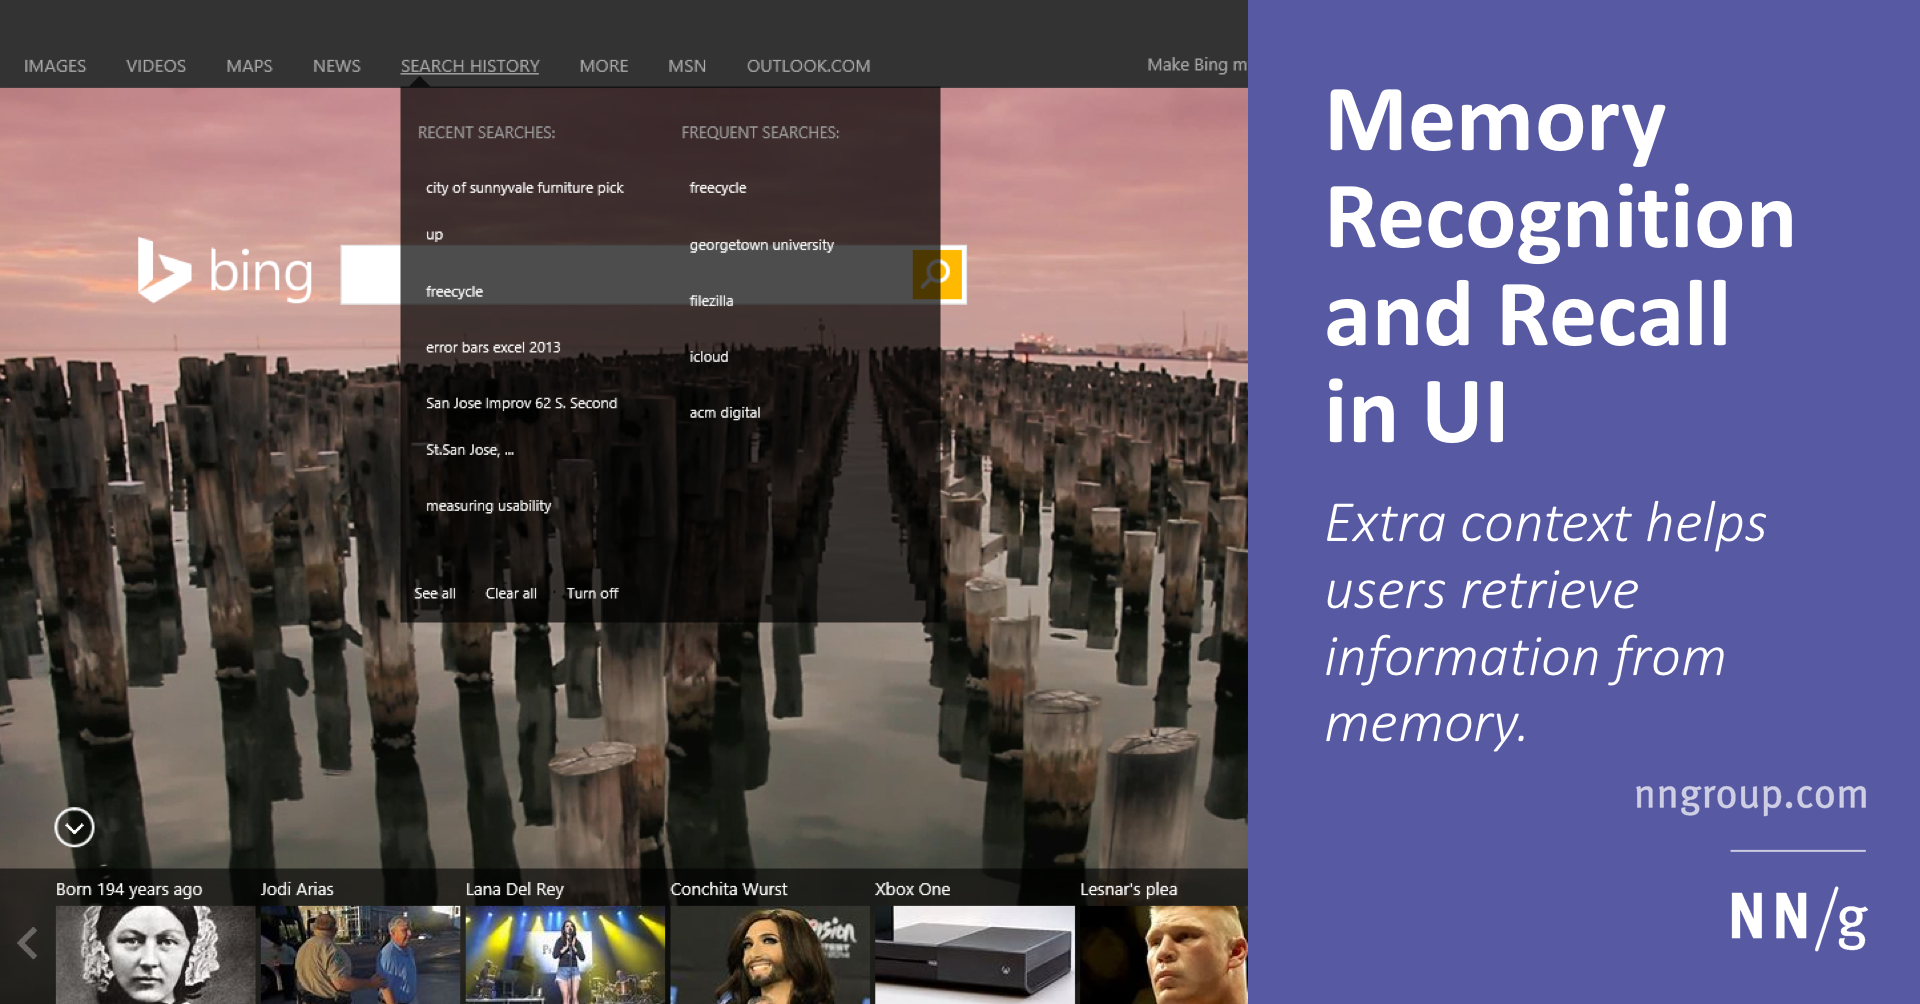 IMAGES VIDEOS MAPS NEWS SEARCH HISTORY MORE MSN OUTLOOK.COM Make Bing m
RECENT SEARCHES:
city of sunnyvale furniture pick
up
freecycle
error bars excel 2013
San Jose Improv 62 S. Second
St.San Jose, ...
measuring usability
FREQUENT SEARCHES:
freecycle
georgetown university
filezilla
icloud
acm digital
See all Clear all Turn off
bing
Born 194 years ago
Jodi Arias
Lana Del Rey
Conchita Wurst
Xbox One
Lesnar's plea
Memory
Recognition
and Recall
in UI
Extra context helps
users retrieve
information from
memory.
nngroup.com
NN/g